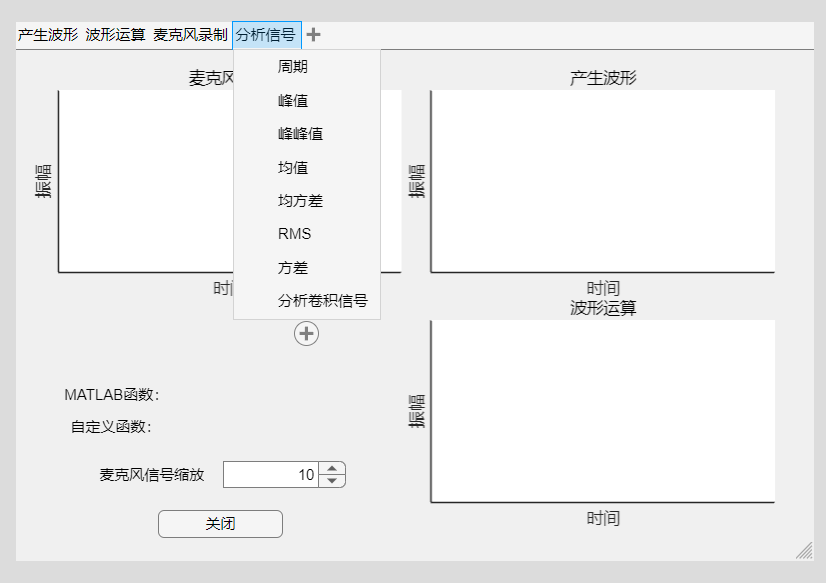 产生波形 波形运算 麦克风录制 分析信号
周期
峰值
峰峰值
均值
均方差
RMS
方差
分析卷积信号
麦克风
振幅
时间
产生波形
振幅
时间
波形运算
振幅
时间
MATLAB函数：
自定义函数：
麦克风信号缩放 10
关闭